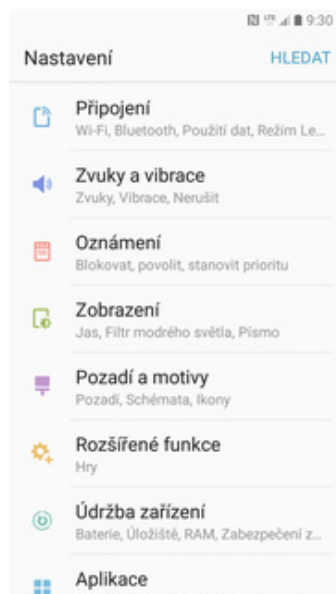 9:30
Nastavení HLEDAT
Připojení
Wi-Fi, Bluetooth, Použití dat, Režim Le...
Zvuky a vibrace
Zvuky, Vibrace, Nerušit
Oznámení
Blokovat, povolit, stanovit prioritu
Zobrazení
Jas, Filtr modrého světla, Písmo
Pozadí a motivy
Pozadí, Schémata, Ikony
Rozšířené funkce
Hry
Údržba zařízení
Baterie, Úložiště, RAM, Zabezpečení z...
Aplikace